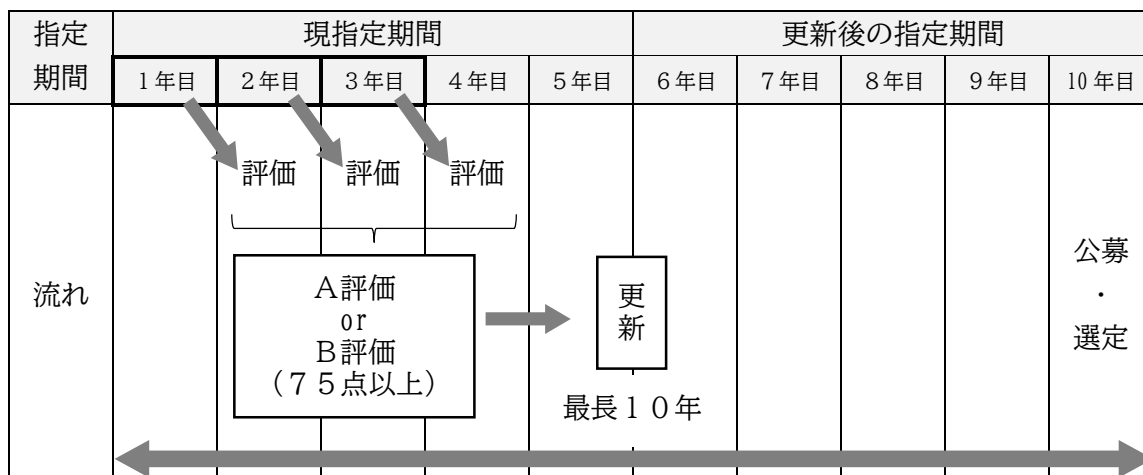 指定
期間
現指定期間
更新後の指定期間
1年目
2年目
3年目
4年目
5年目
6年目
7年目
8年目
9年目
10年目
流れ
評価
評価
評価
A評価
or
B評価
(75点以上)
更
新
最長10年
公募
・
選定